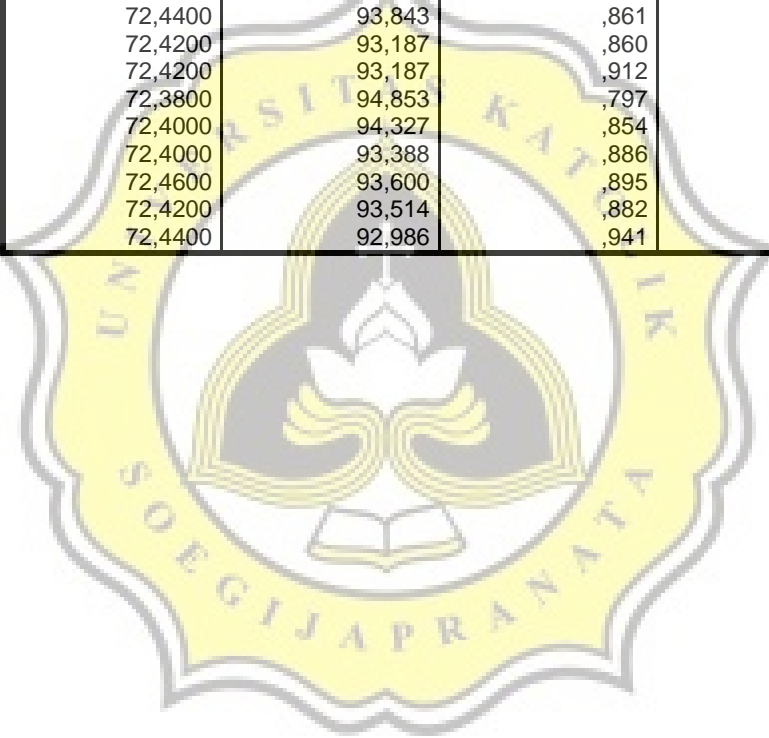 72,4400 93,843 ,861
72,4200 93,187 ,860
72,4200 93,187 ,912
72,3800 94,853 ,797
72,4000 94,327 ,854
72,4000 93,388 ,886
72,4600 93,600 ,895
72,4200 93,514 ,882
72,4400 92,986 ,941
UNIVERSITAS KATOLIK
SOEGIJAPRANATA